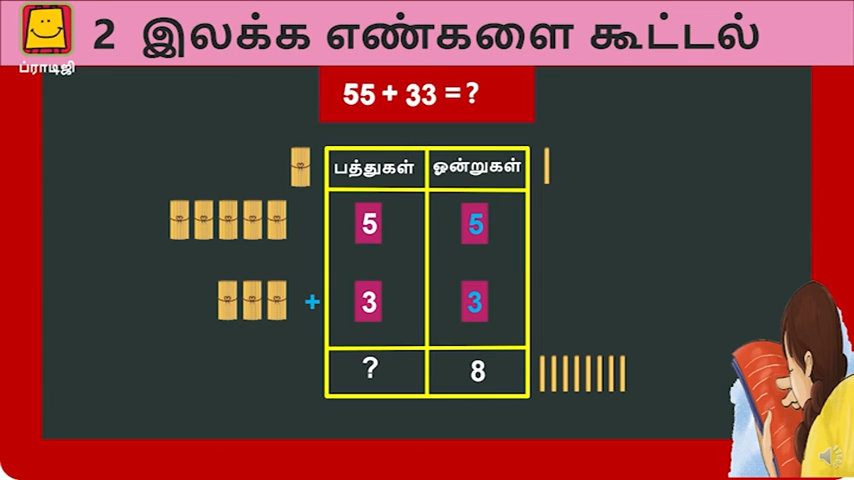 2 இலக்க எண்களை கூட்டல்
ப்ராடிஜி
55 + 33 = ?
பத்துகள் ஒன்றுகள்
5 5
+ 3 3
? 8